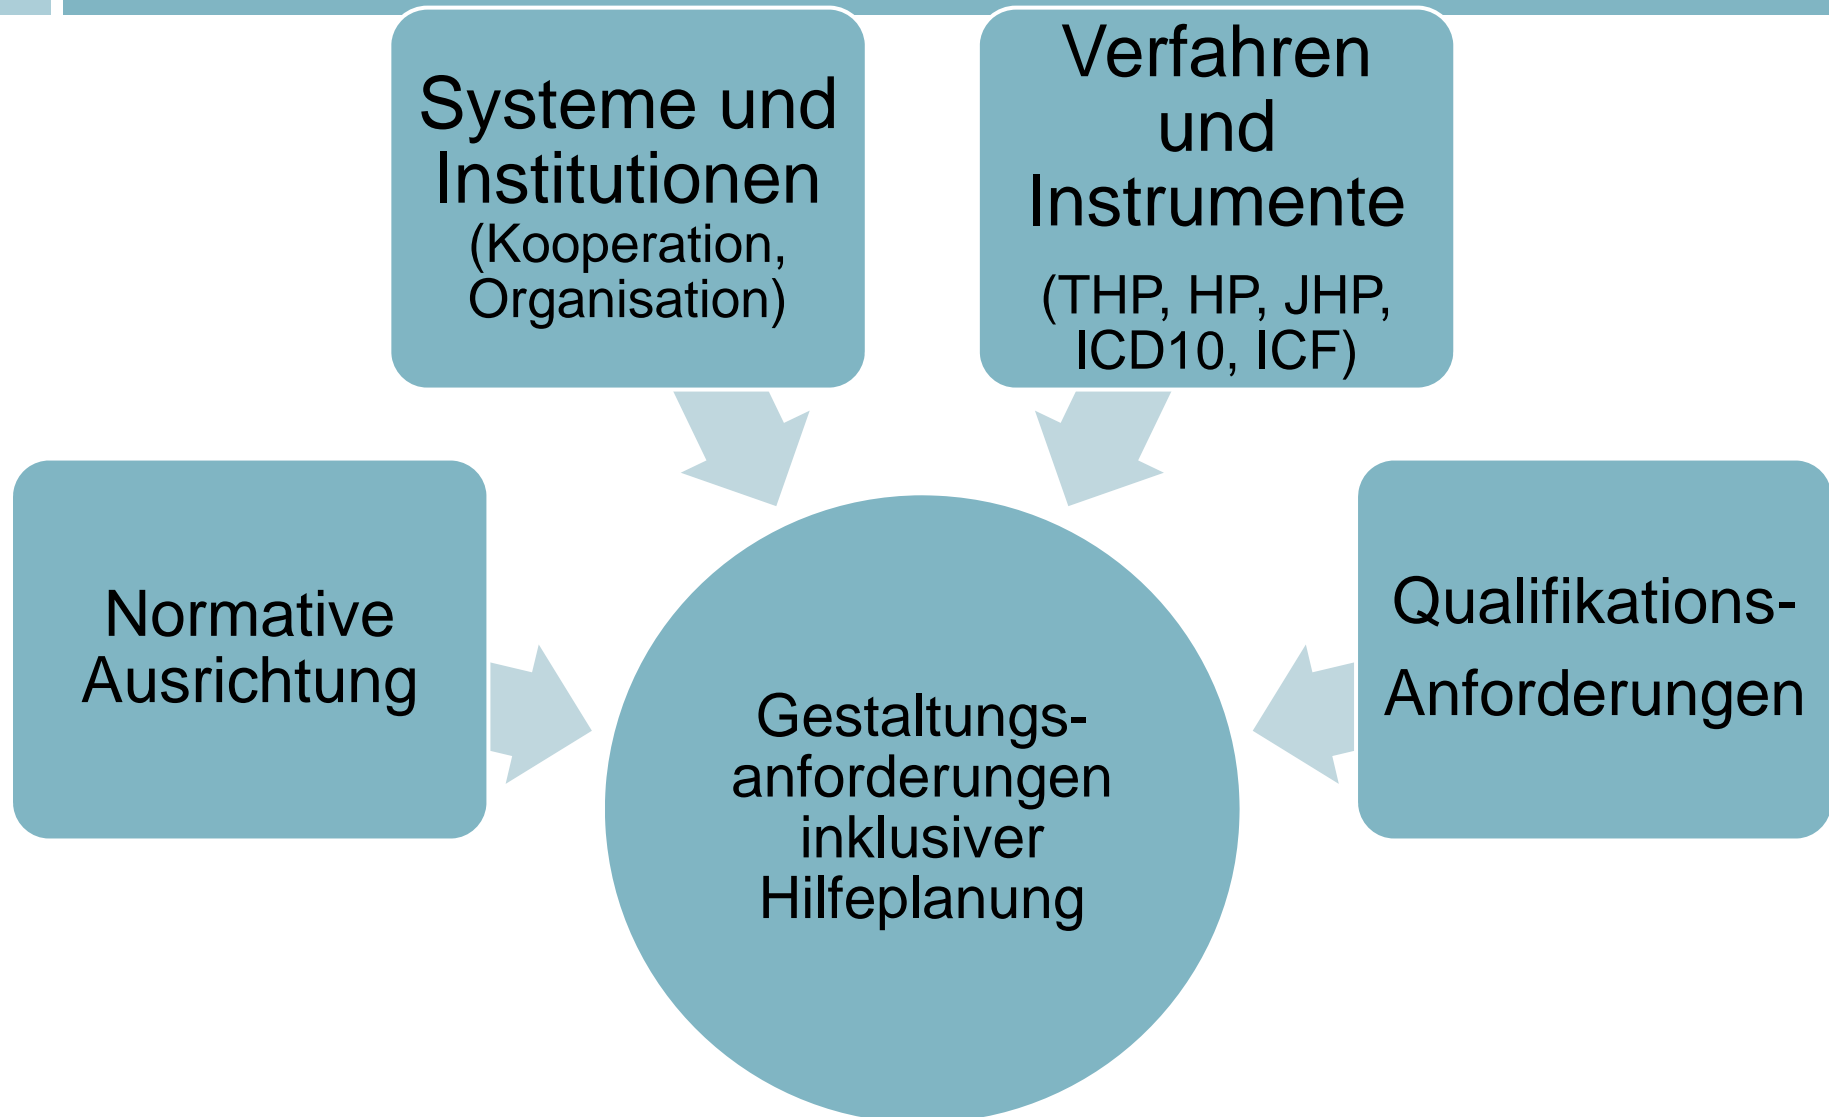 Systeme und
Institutionen
(Kooperation,
Organisation)
Verfahren
und
Instrumente
(THP, HP, JHP,
ICD10, ICF)
Normative
Ausrichtung
Gestaltungs-
anforderungen
inklusiver
Hilfeplanung
Qualifikations-
Anforderungen